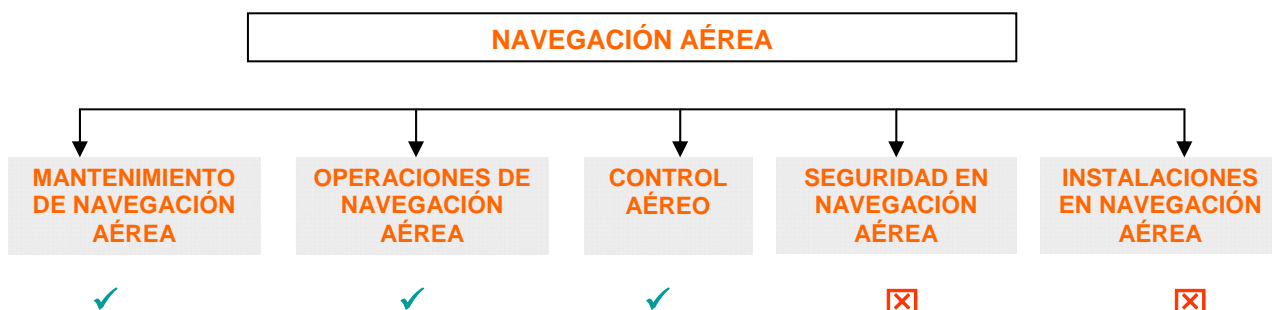 NAVEGACIÓN AÉREA
MANTENIMIENTO
DE NAVEGACIÓN
AÉREA
OPERACIONES DE
NAVEGACIÓN
AÉREA
CONTROL
AÉREO
SEGURIDAD EN
NAVEGACIÓN
AÉREA
INSTALACIONES
EN NAVEGACIÓN
AÉREA